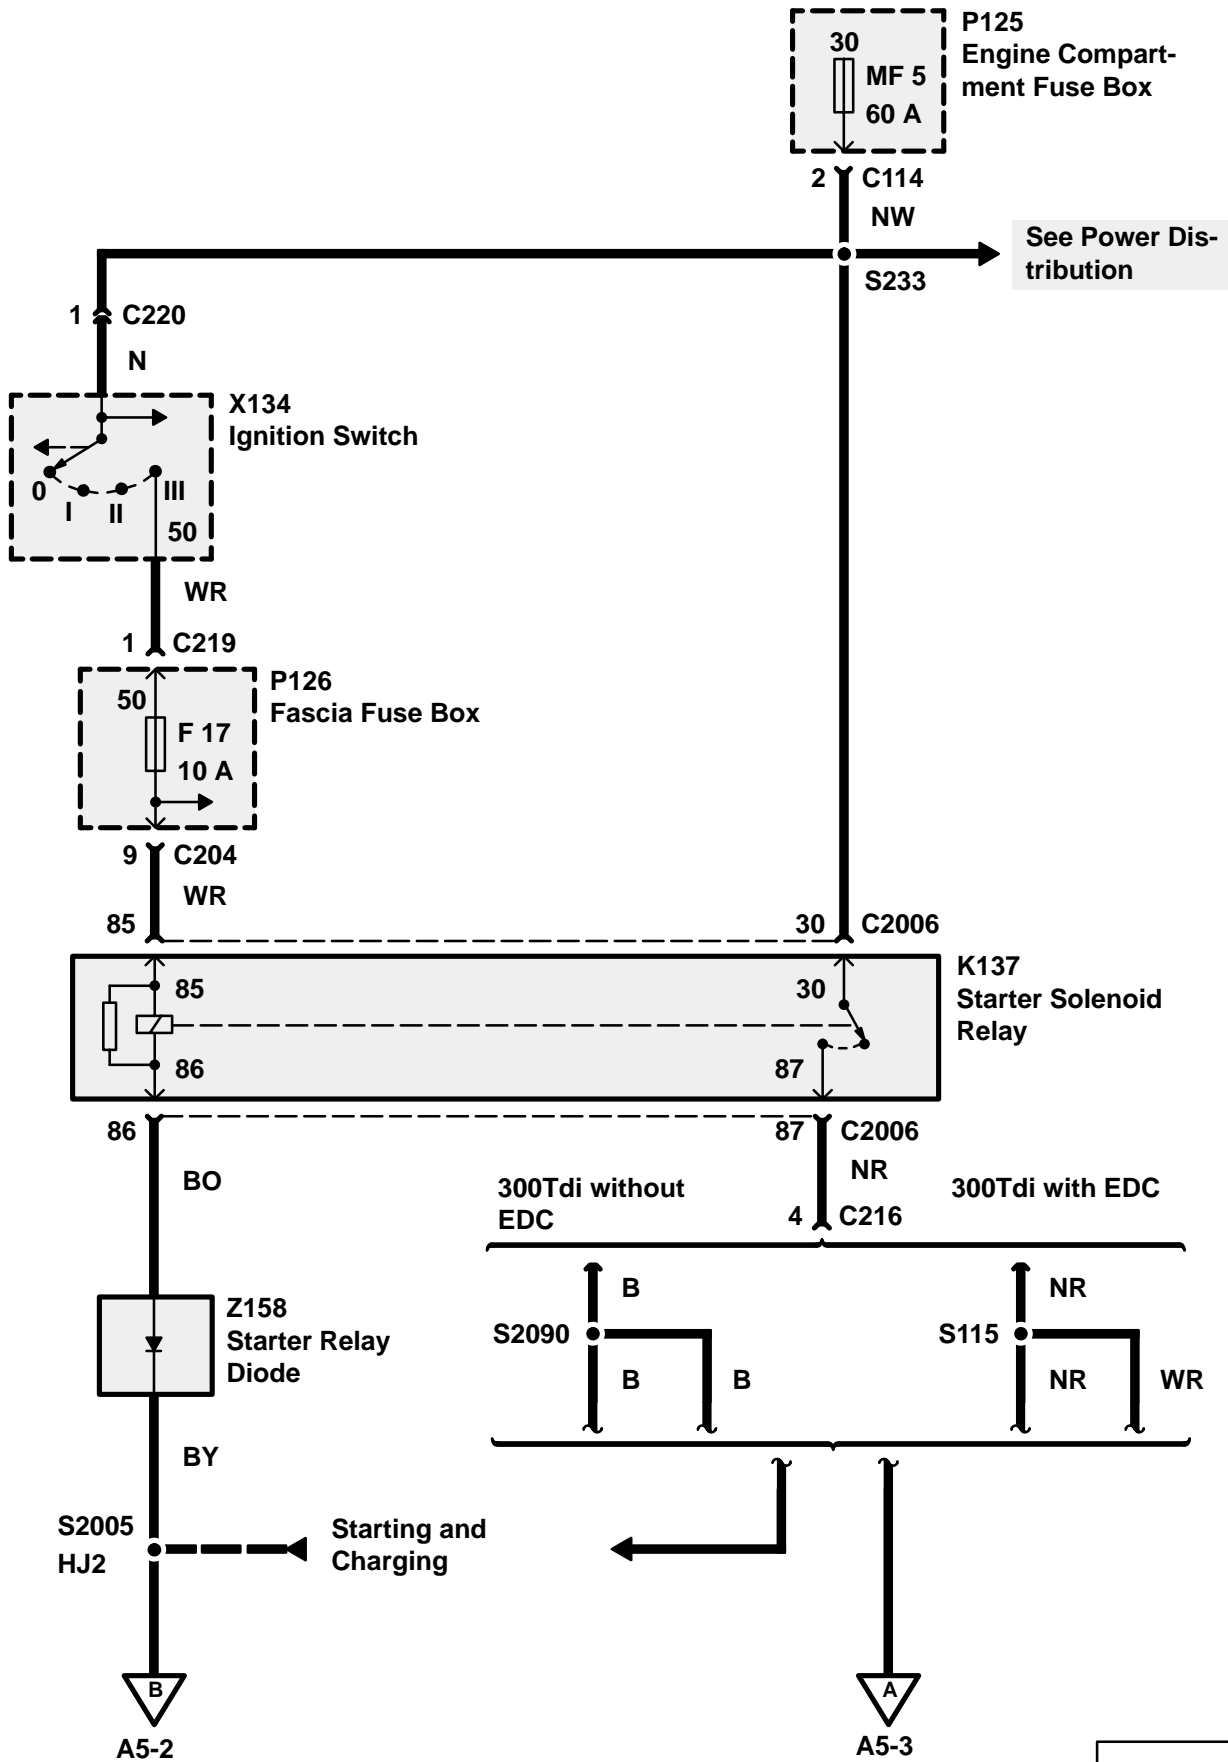 P125
Engine Compart-
ment Fuse Box
30
MF 5
60 A
2
C114
NW
See Power Dis-
tribution
S233
1
C220
N
X134
Ignition Switch
0
I
II
III
50
WR
1
C219
P126
Fascia Fuse Box
50
F 17
10 A
9
C204
WR
85
30
C2006
K137
Starter Solenoid
Relay
85
30
86
87
86
87
C2006
BO
NR
300Tdi without
EDC
300Tdi with EDC
4
C216
B
NR
Z158
Starter Relay
Diode
S2090
S115
B
B
NR
WR
BY
S2005
HJ2
Starting and
Charging
B
A
A5-2
A5-3